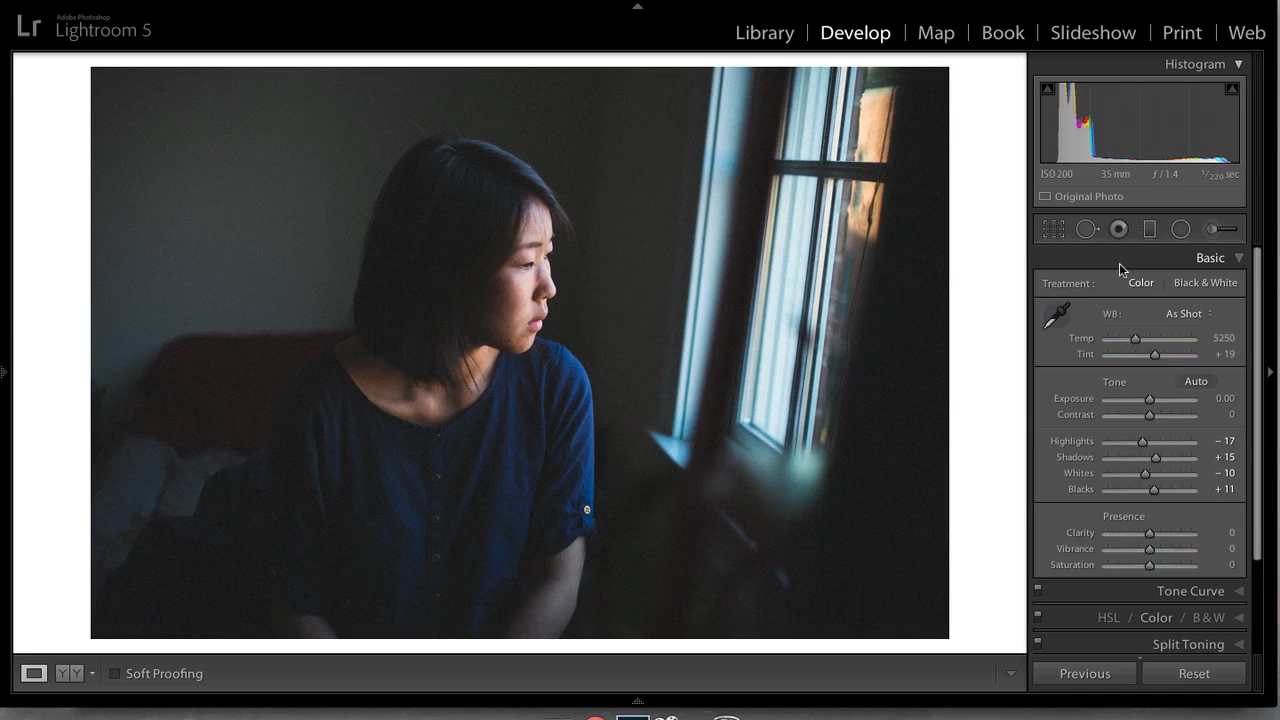 Lr
Adobe Photoshop
Lightroom 5
Library | Develop | Map | Book | Slideshow | Print | Web
Histogram
ISO 200 35 mm ƒ / 1.4 1/220 sec
Original Photo
Basic
Treatment : Color | Black & White
WB : As Shot
Temp 5250
Tint + 19
Tone Auto
Exposure 0.00
Contrast 0
Highlights − 17
Shadows + 15
Whites − 10
Blacks + 11
Presence
Clarity 0
Vibrance 0
Saturation 0
Tone Curve
HSL / Color / B & W
Split Toning
YY Soft Proofing
Previous Reset